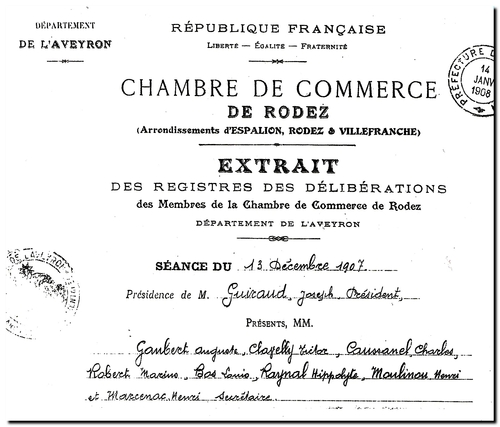 DÉPARTEMENT
DE L'AVEYRON
RÉPUBLIQUE FRANÇAISE
LIBERTÉ — ÉGALITÉ — FRATERNITÉ
CHAMBRE DE COMMERCE
DE RODEZ
(Arrondissements d'ESPALION, RODEZ & VILLEFRANCHE)
PRÉFECTURE D
14
JANV
1908
EXTRAIT
DES REGISTRES DES DÉLIBÉRATIONS
des Membres de la Chambre de Commerce de Rodez
DÉPARTEMENT DE L'AVEYRON
DE L'AVEYRON
SÉANCE DU 13 Décembre 1907
Présidence de M. Guiraud, Joseph, Président,
PRÉSENTS, MM.
Gaubert Auguste, Clapelly Victor, Caussanel, Charles,
Robert Marius, Bos Louis, Raynal Hippolyte, Moulinou Henri
et Marcenac Henri Secrétaire.